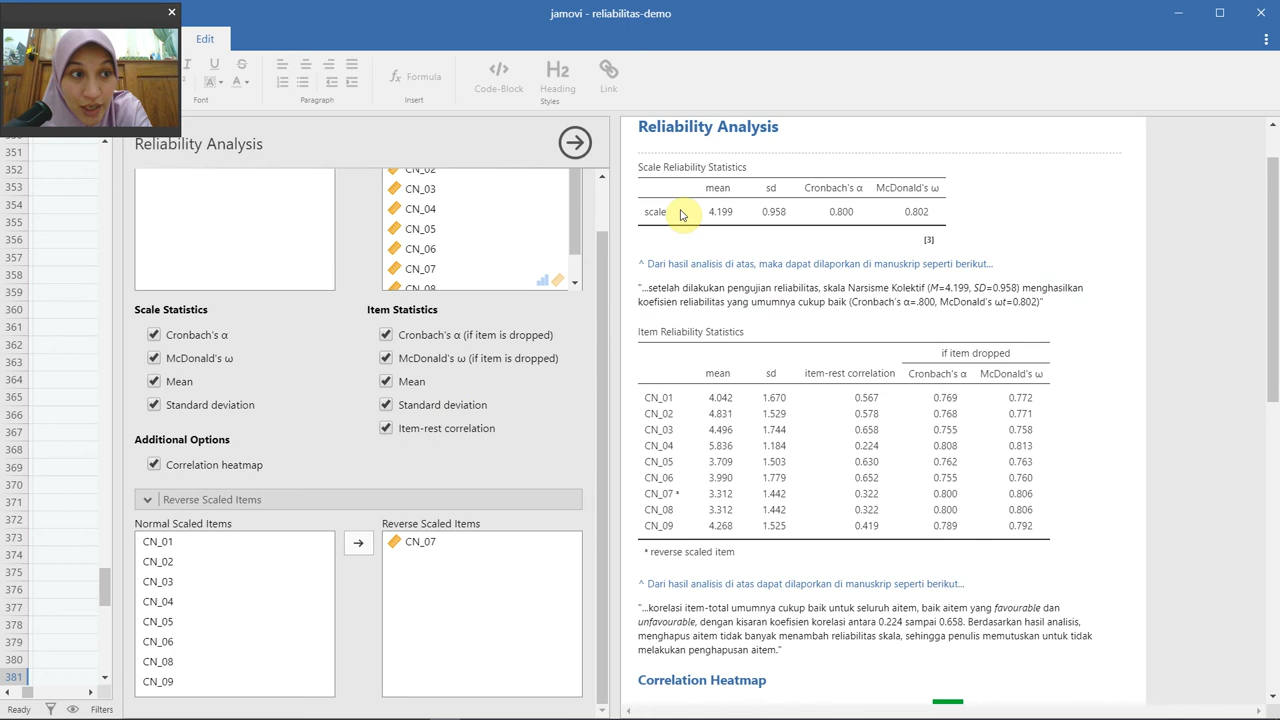 jamovi - reliabilitas-demo
Edit
Font
Paragraph
Formula
Insert
Code-Block
Heading
Link
Styles
351
352
353
354
355
356
357
358
359
360
361
362
363
364
365
366
367
368
369
370
371
372
373
374
375
376
377
378
379
380
381
Ready
Filters
Reliability Analysis
CN_03
CN_04
CN_05
CN_06
CN_07
CN_08
Scale Statistics
Item Statistics
Cronbach's α
Cronbach's α (if item is dropped)
McDonald's ω
McDonald's ω (if item is dropped)
Mean
Mean
Standard deviation
Standard deviation
Item-rest correlation
Additional Options
Correlation heatmap
Reverse Scaled Items
Normal Scaled Items
Reverse Scaled Items
CN_01
CN_02
CN_03
CN_04
CN_05
CN_06
CN_08
CN_09
CN_07
Reliability Analysis
Scale Reliability Statistics
mean sd Cronbach's α McDonald's ω
scale 4.199 0.958 0.800 0.802
[3]
^ Dari hasil analisis di atas, maka dapat dilaporkan di manuskrip seperti berikut...
"...setelah dilakukan pengujian reliabilitas, skala Narsisme Kolektif (M=4.199, SD=0.958) menghasilkan
koefisien reliabilitas yang umumnya cukup baik (Cronbach's α=.800, McDonald's ωt=0.802)"
Item Reliability Statistics
if item dropped
mean sd item-rest correlation Cronbach's α McDonald's ω
CN_01 4.042 1.670 0.567 0.769 0.772
CN_02 4.831 1.529 0.578 0.768 0.771
CN_03 4.496 1.744 0.658 0.755 0.758
CN_04 5.836 1.184 0.224 0.808 0.813
CN_05 3.709 1.503 0.630 0.762 0.763
CN_06 3.990 1.779 0.652 0.755 0.760
CN_07 ᵃ 3.312 1.442 0.322 0.800 0.806
CN_08 3.312 1.442 0.322 0.800 0.806
CN_09 4.268 1.525 0.419 0.789 0.792
ᵃ reverse scaled item
^ Dari hasil analisis di atas dapat dilaporkan di manuskrip seperti berikut...
"...korelasi item-total umumnya cukup baik untuk seluruh aitem, baik aitem yang favourable dan
unfavourable, dengan kisaran koefisien korelasi antara 0.224 sampai 0.658. Berdasarkan hasil analisis,
menghapus aitem tidak banyak menambah reliabilitas skala, sehingga penulis memutuskan untuk tidak
melakukan penghapusan aitem."
Correlation Heatmap